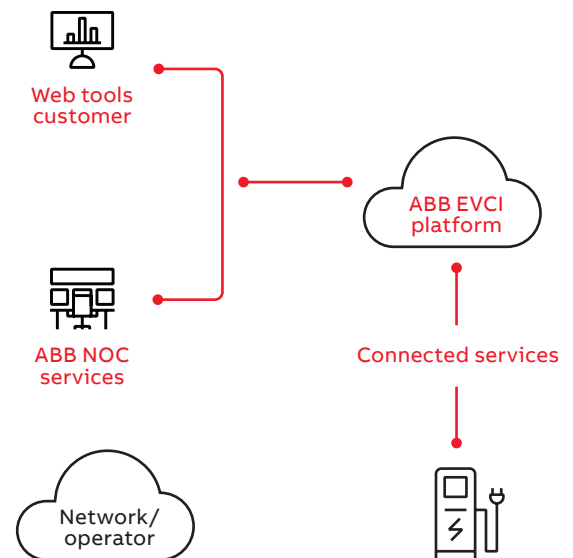 Web tools
customer
ABB EVCI
platform
ABB NOC
services
Connected services
Network/
operator